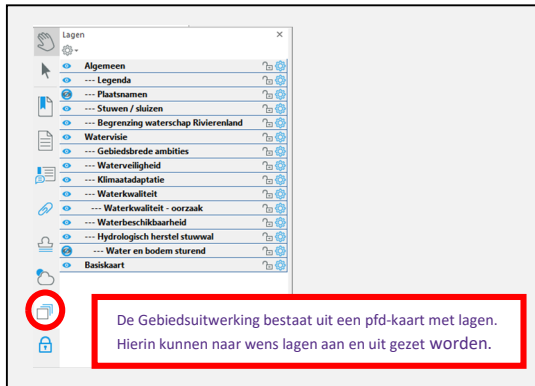 Lagen
Algemeen
--- Legenda
--- Plaatsnamen
--- Stuwen / sluizen
--- Begrenzing waterschap Rivierenland
Watervisie
--- Gebiedsbrede ambities
--- Waterveiligheid
--- Klimaatadaptatie
--- Waterkwaliteit
--- Waterkwaliteit - oorzaak
--- Waterbeschikbaarheid
--- Hydrologisch herstel stuwwal
--- Water en bodem sturend
Basiskaart
De Gebiedsuitwerking bestaat uit een pfd-kaart met lagen.
Hierin kunnen naar wens lagen aan en uit gezet worden.